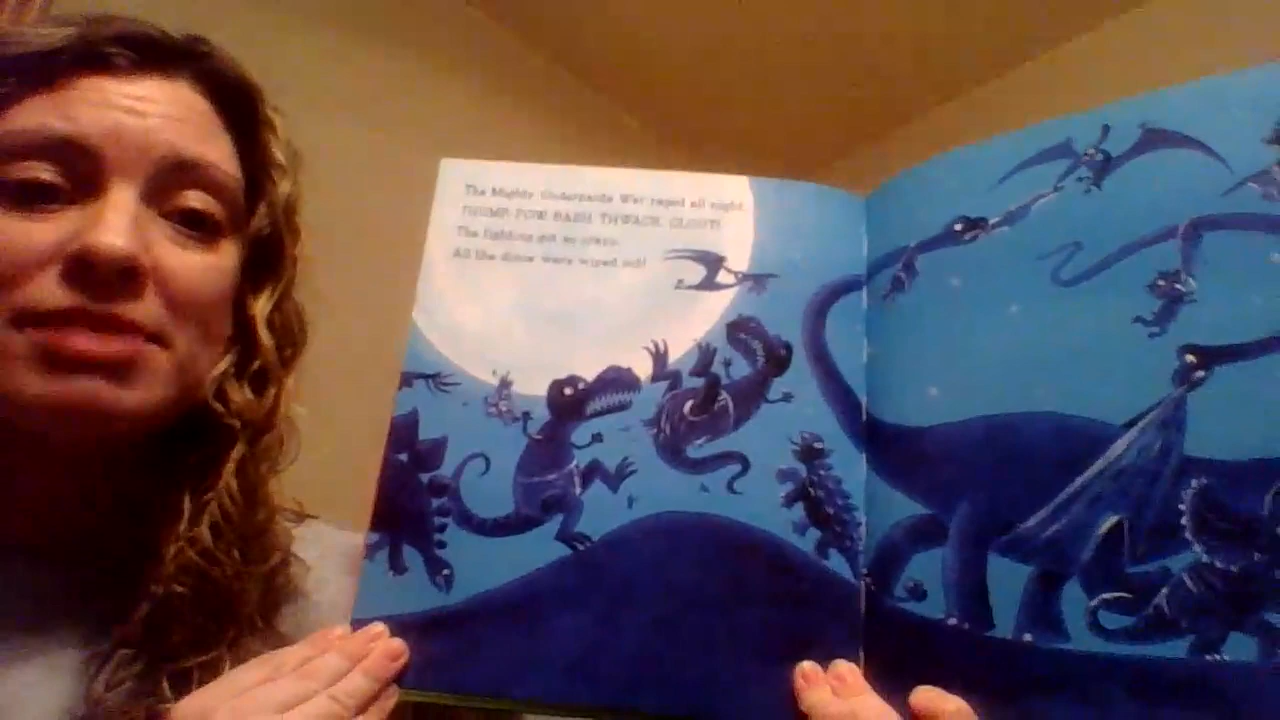 The Mighty Underpants War raged all night.
THUMP! POW! BASH! THWACK! CLOUT!
The fighting got so crazy,
All the dinos were wiped out!